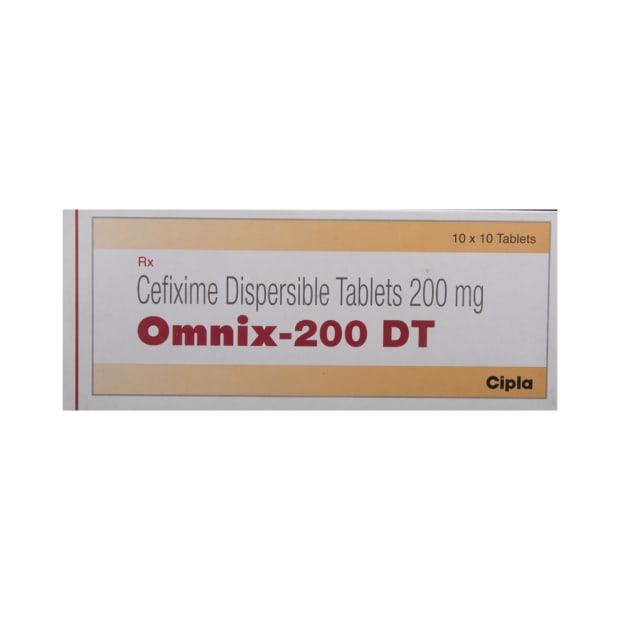 10 x 10 Tablets
Rx
Cefixime Dispersible Tablets 200 mg
Omnix-200 DT
Cipla